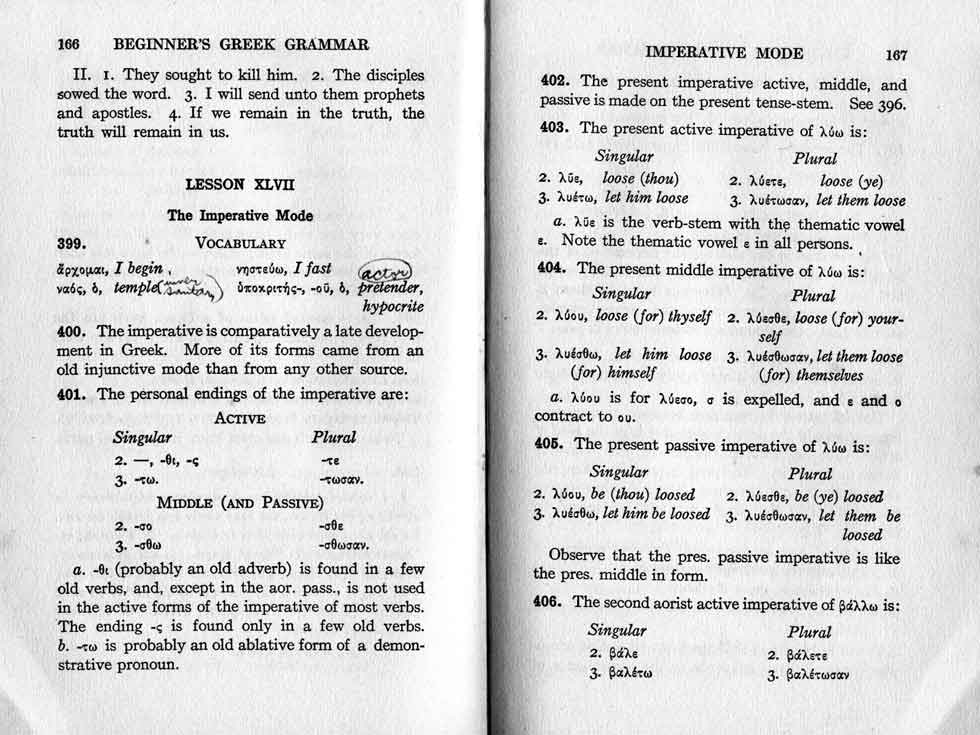 166 BEGINNER'S GREEK GRAMMAR
II. 1. They sought to kill him. 2. The disciples
sowed the word. 3. I will send unto them prophets
and apostles. 4. If we remain in the truth, the
truth will remain in us.
LESSON XLVII
The Imperative Mode
399. VOCABULARY
ἄρχομαι, I begin , νηστεύω, I fast actor
ναός, ὁ, temple (inner ὑποκριτής-, -οῦ, ὁ, pretender,
hypocrite
400. The imperative is comparatively a late develop-
ment in Greek. More of its forms came from an
old injunctive mode than from any other source.
401. The personal endings of the imperative are:
ACTIVE
Singular Plural
2. —, -θι, -ς -τε
3. -τω. -τωσαν.
MIDDLE (AND PASSIVE)
2. -σο -σθε
3. -σθω -σθωσαν.
a. -θι (probably an old adverb) is found in a few
old verbs, and, except in the aor. pass., is not used
in the active forms of the imperative of most verbs.
The ending -ς is found only in a few old verbs.
b. -τω is probably an old ablative form of a demon-
strative pronoun.
IMPERATIVE MODE 167
402. The present imperative active, middle, and
passive is made on the present tense-stem. See 396.
403. The present active imperative of λύω is:
Singular Plural
2. λῦε, loose (thou) 2. λύετε, loose (ye)
3. λυέτω, let him loose 3. λυέτωσαν, let them loose
a. λῦε is the verb-stem with the thematic vowel
ε. Note the thematic vowel ε in all persons.
404. The present middle imperative of λύω is:
Singular Plural
2. λύου, loose (for) thyself 2. λύεσθε, loose (for) your-
self
3. λυέσθω, let him loose 3. λυέσθωσαν, let them loose
(for) himself (for) themselves
a. λύου is for λύεσο, σ is expelled, and ε and ο
contract to ου.
405. The present passive imperative of λύω is:
Singular Plural
2. λύου, be (thou) loosed 2. λύεσθε, be (ye) loosed
3. λυέσθω, let him be loosed 3. λυέσθωσαν, let them be
loosed
Observe that the pres. passive imperative is like
the pres. middle in form.
406. The second aorist active imperative of βάλλω is:
Singular Plural
2. βάλε 2. βάλετε
3. βαλέτω 3. βαλέτωσαν